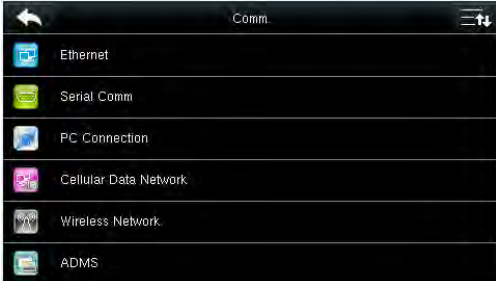 Comm.
Ethernet
Serial Comm
PC Connection
Cellular Data Network
Wireless Network
ADMS